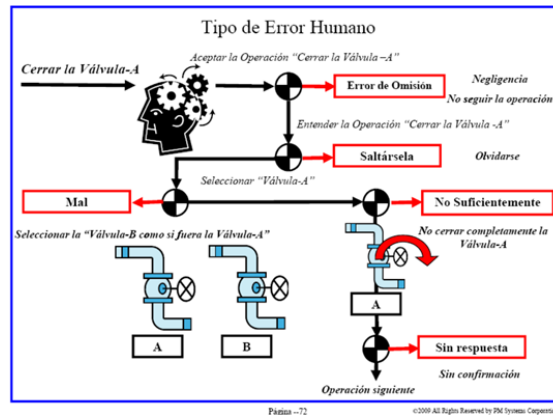 Tipo de Error Humano
Aceptar la Operación "Cerrar la Válvula –A"
Cerrar la Válvula-A
Error de Omisión
Negligencia
No seguir la operación
Entender la Operación "Cerrar la Válvula -A"
Saltársela
Olvidarse
Seleccionar "Válvula-A"
Mal
No Suficientemente
Seleccionar la "Válvula-B como si fuera la Válvula-A"
No cerrar completamente la
Válvula-A
A
B
A
Sin respuesta
Sin confirmación
Operación siguiente
Página --72
©2009 All Rights Reserved by PM Systems Corporation